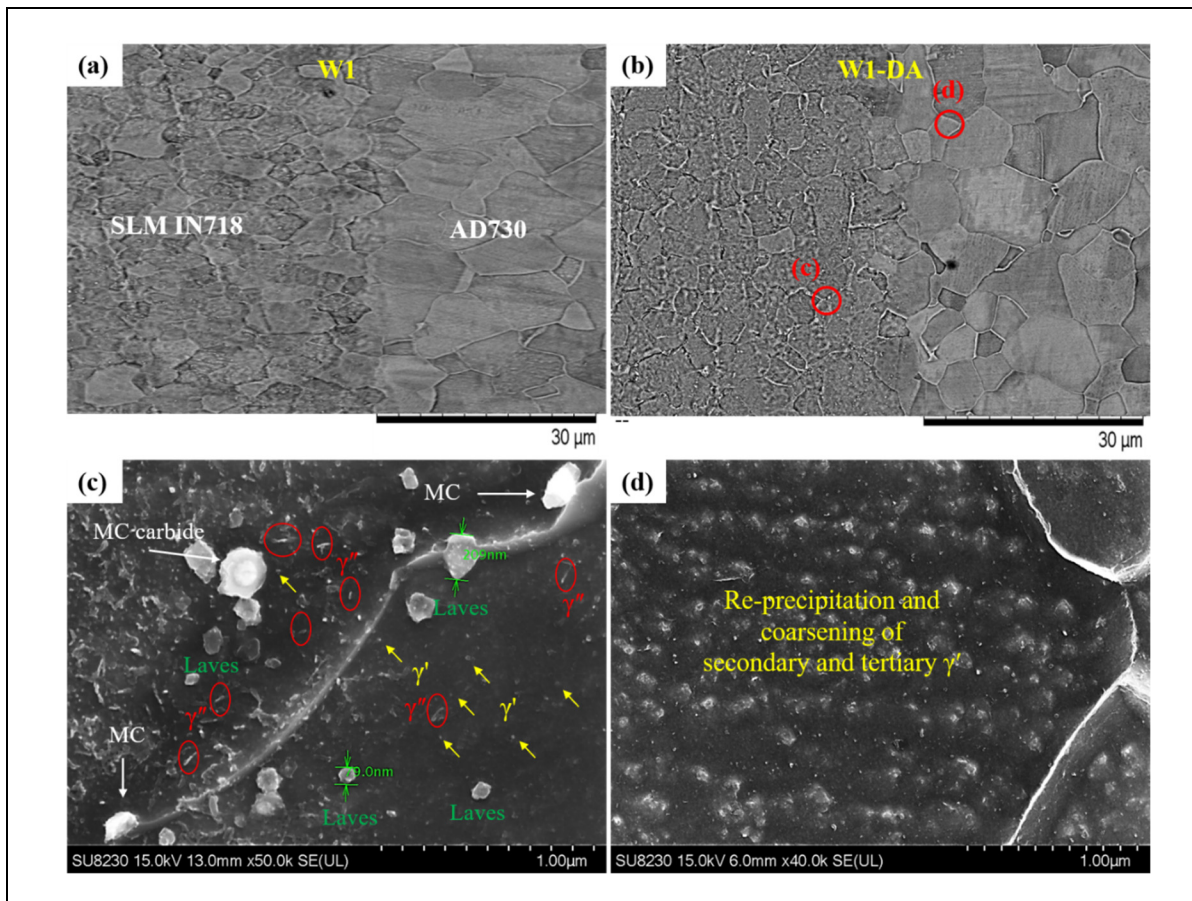 (a)
W1
SLM IN718
AD730
30 µm
(b)
W1-DA
(d)
(c)
30 µm
(c)
MC
MC carbide
γ″
Laves
γ″
Laves
γ′
γ″
γ′
γ″
MC
Laves
Laves
SU8230 15.0kV 13.0mm x50.0k SE(UL)
1.00µm
(d)
Re-precipitation and
coarsening of
secondary and tertiary γ′
SU8230 15.0kV 6.0mm x40.0k SE(UL)
1.00µm